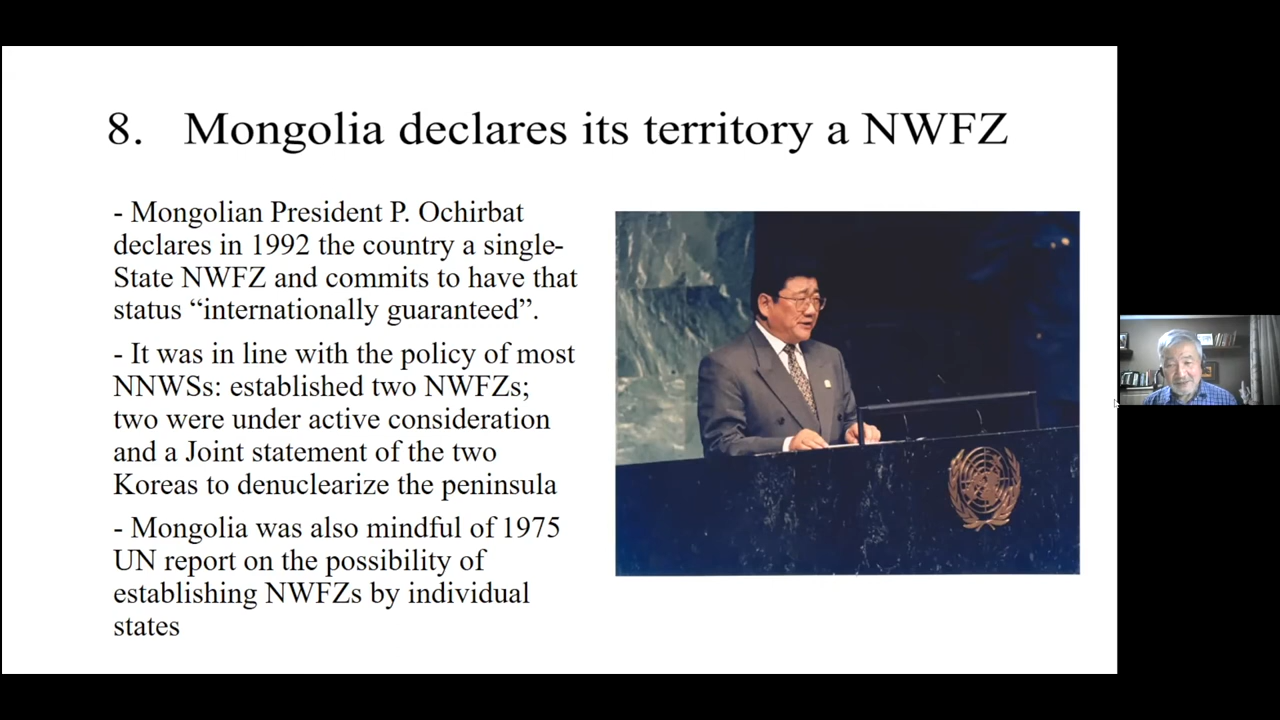 8. Mongolia declares its territory a NWFZ
- Mongolian President P. Ochirbat
declares in 1992 the country a single-
State NWFZ and commits to have that
status “internationally guaranteed”.
- It was in line with the policy of most
NNWSs: established two NWFZs;
two were under active consideration
and a Joint statement of the two
Koreas to denuclearize the peninsula
- Mongolia was also mindful of 1975
UN report on the possibility of
establishing NWFZs by individual
states